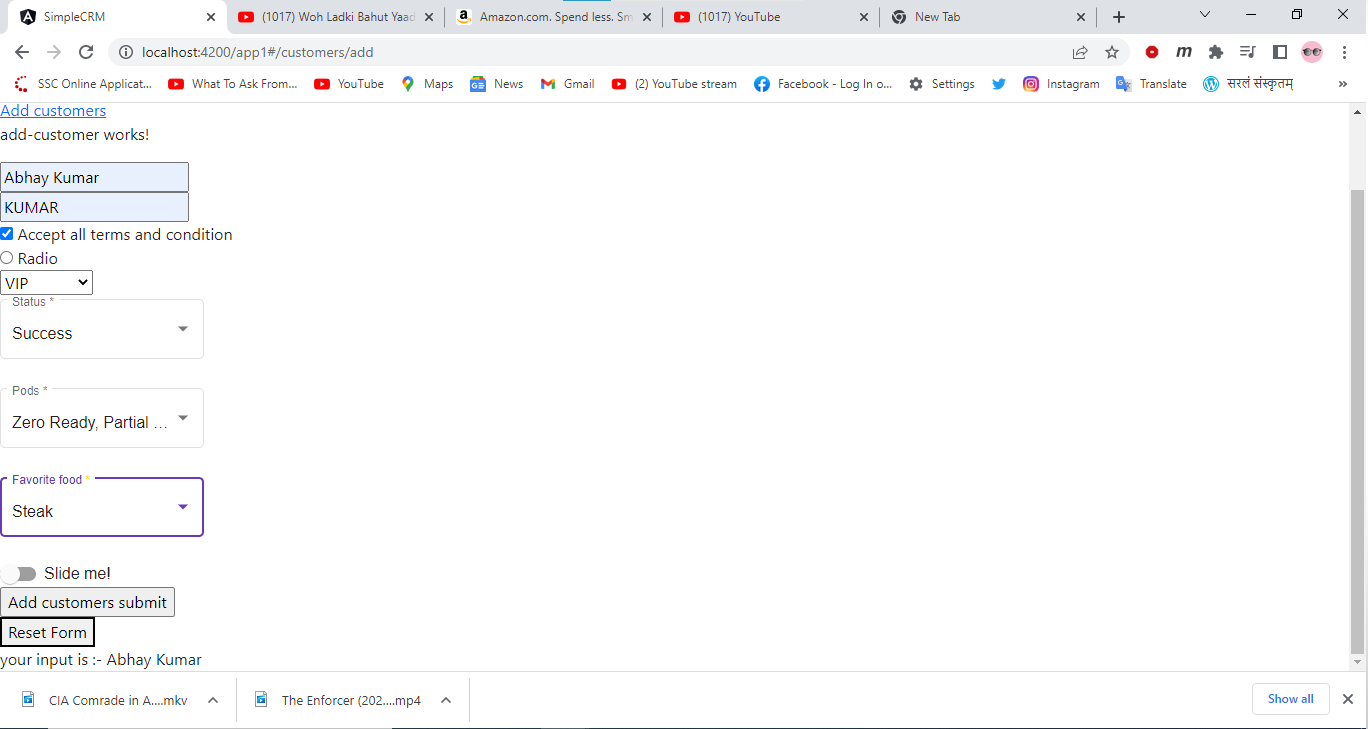 SimpleCRM
(1017) Woh Ladki Bahut Yaad
Amazon.com. Spend less. Sm
(1017) YouTube
New Tab
localhost:4200/app1#/customers/add
m
SSC Online Applicat...
What To Ask From...
YouTube
Maps
News
Gmail
(2) YouTube stream
Facebook - Log In o...
Settings
Instagram
Translate
सरलं संस्कृतम्
»
Add customers
add-customer works!
Abhay Kumar
KUMAR
Accept all terms and condition
Radio
VIP
Status *
Success
Pods *
Zero Ready, Partial ...
Favorite food *
Steak
Slide me!
Add customers submit
Reset Form
your input is :- Abhay Kumar
CIA Comrade in A....mkv
The Enforcer (202....mp4
Show all